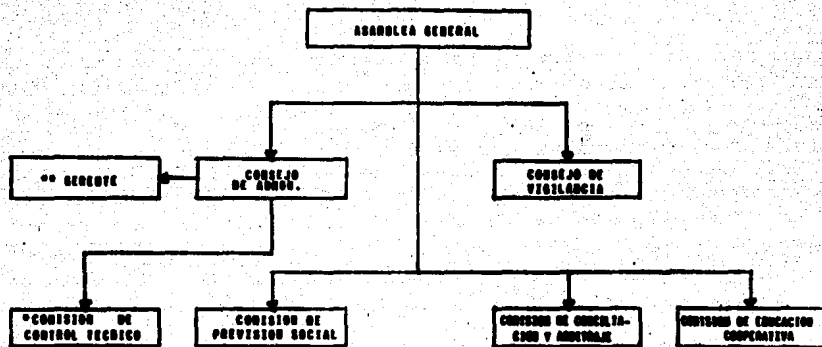 ASAMBLEA GENERAL
** GERENTE
CONSEJO
DE ADMON.
CONSEJO DE
VIGILANCIA
*COMISION DE
CONTROL TECNICO
COMISION DE
PREVISION SOCIAL
COMISION DE CONCILIA-
CION Y ARBITRAJE
COMISION DE EDUCACION
COOPERATIVA